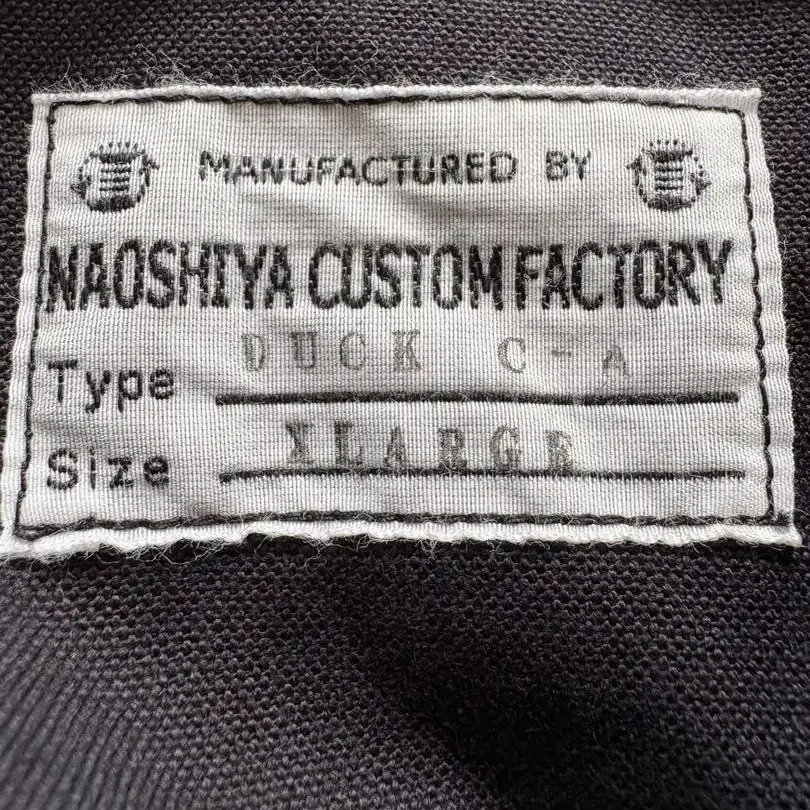 MANUFACTURED BY
NAOSHIYA CUSTOM FACTORY
Type DUCK C-A
Size XLARGE